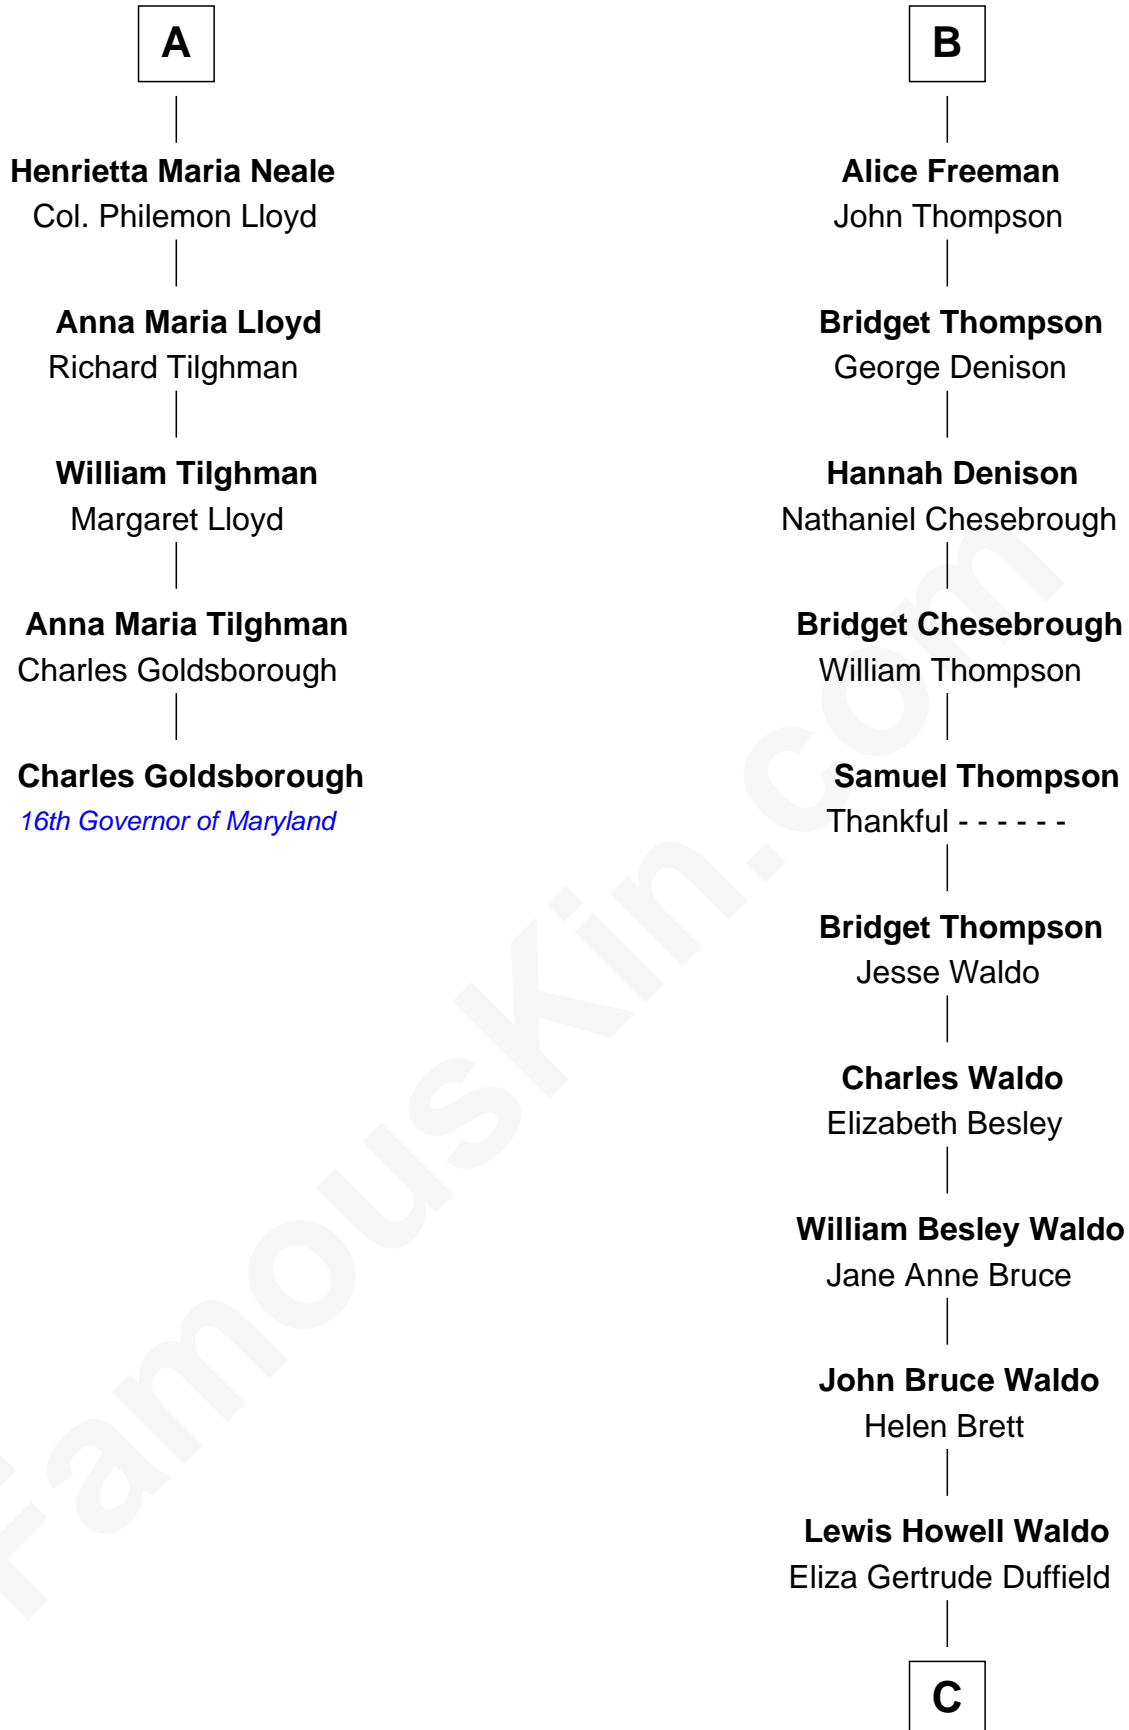 A
Henrietta Maria Neale
Col. Philemon Lloyd
Anna Maria Lloyd
Richard Tilghman
William Tilghman
Margaret Lloyd
Anna Maria Tilghman
Charles Goldsborough
Charles Goldsborough
16th Governor of Maryland
B
Alice Freeman
John Thompson
Bridget Thompson
George Denison
Hannah Denison
Nathaniel Chesebrough
Bridget Chesebrough
William Thompson
Samuel Thompson
Thankful - - - - - -
Bridget Thompson
Jesse Waldo
Charles Waldo
Elizabeth Besley
William Besley Waldo
Jane Anne Bruce
John Bruce Waldo
Helen Brett
Lewis Howell Waldo
Eliza Gertrude Duffield
C
FamousKin.com